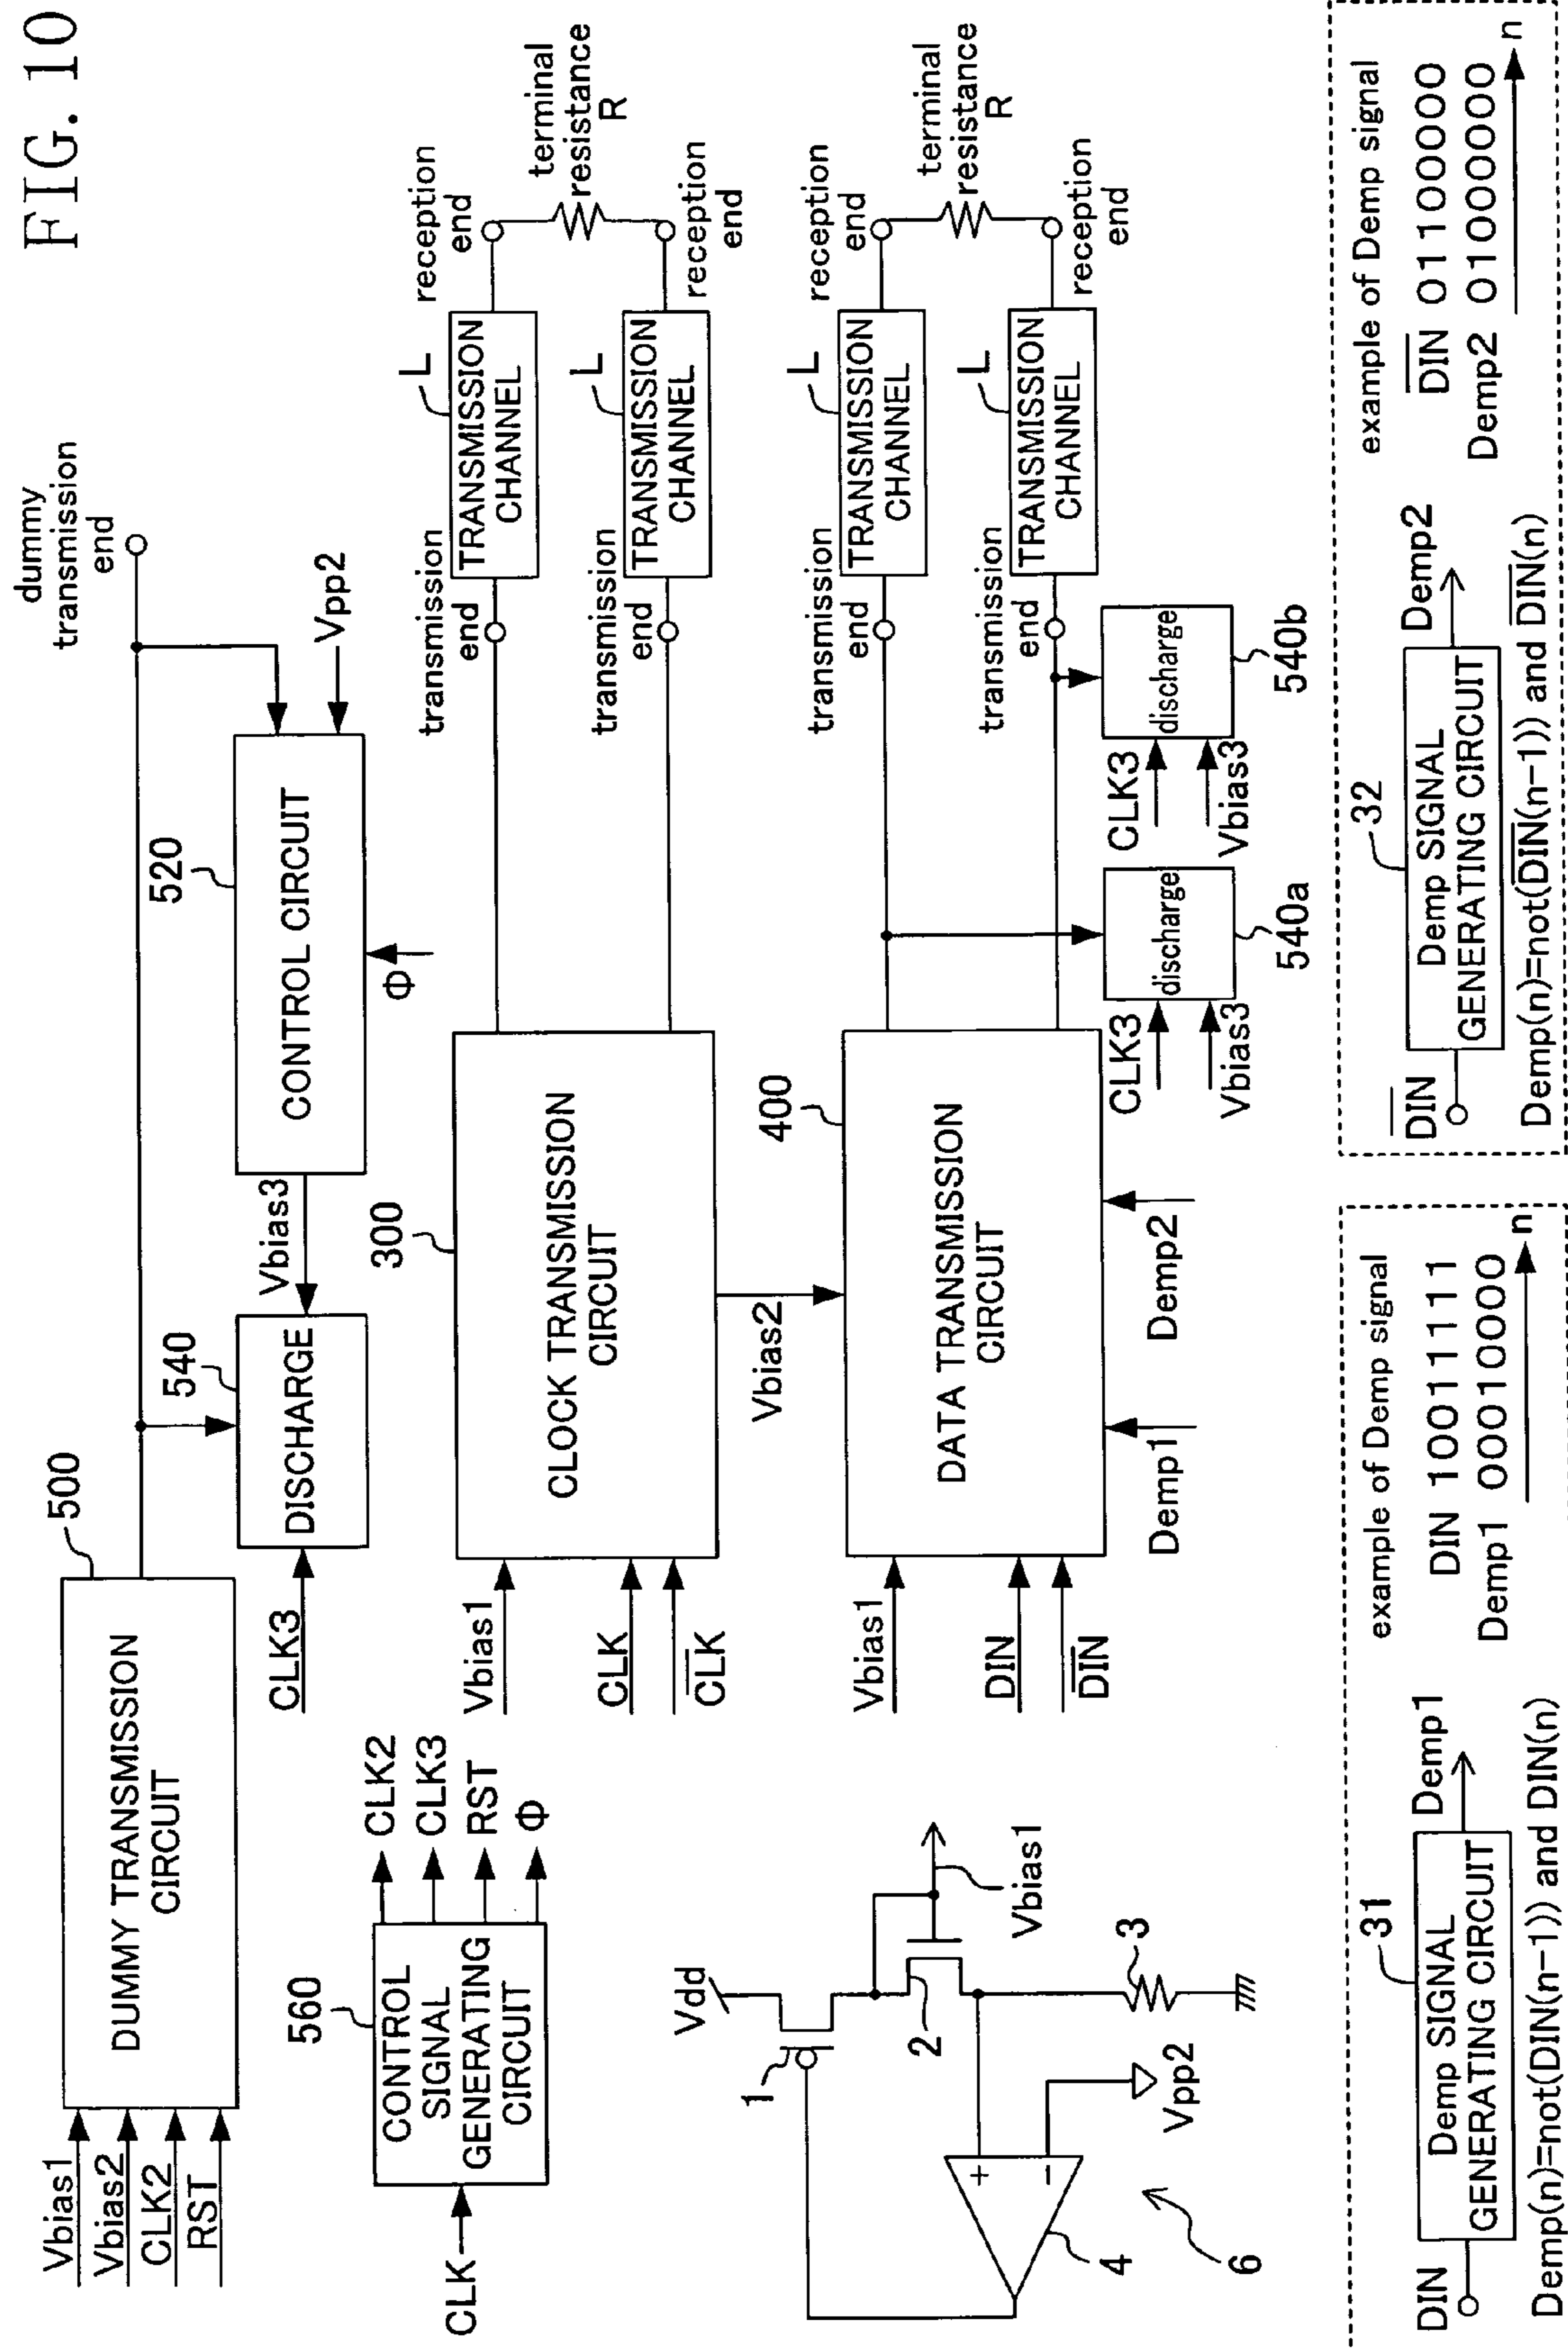 FIG. 10
Vbias1
Vbias2
CLK2
RST
DUMMY TRANSMISSION
CIRCUIT
500
dummy
transmission
end
CLK3
DISCHARGE
540
Vbias3
CONTROL CIRCUIT
520
Φ
Vpp2
CLK
CONTROL
SIGNAL
GENERATING
CIRCUIT
560
CLK2
CLK3
RST
Φ
Vbias1
CLK
C̅L̅K̅
CLOCK TRANSMISSION
CIRCUIT
300
transmission
end
transmission
end
L
TRANSMISSION
CHANNEL
L
TRANSMISSION
CHANNEL
reception
end
terminal
resistance
R
reception
end
Vbias2
Vbias1
DIN
D̅I̅N̅
DATA TRANSMISSION
CIRCUIT
400
Demp1
Demp2
transmission
end
transmission
end
L
TRANSMISSION
CHANNEL
L
TRANSMISSION
CHANNEL
reception
end
terminal
resistance
R
reception
end
CLK3
Vbias3
discharge
540a
CLK3
Vbias3
discharge
540b
Vdd
1
2
Vbias1
3
+
−
4
Vpp2
6
DIN
Demp SIGNAL
GENERATING CIRCUIT
31
Demp1
Demp(n)=not(DIN(n-1)) and DIN(n)
example of Demp signal
DIN 10011111
Demp1 00010000
n
D̅I̅N̅
Demp SIGNAL
GENERATING CIRCUIT
32
Demp2
Demp(n)=not(D̅I̅N̅(n-1)) and D̅I̅N̅(n)
example of Demp signal
D̅I̅N̅ 01100000
Demp2 01000000
n